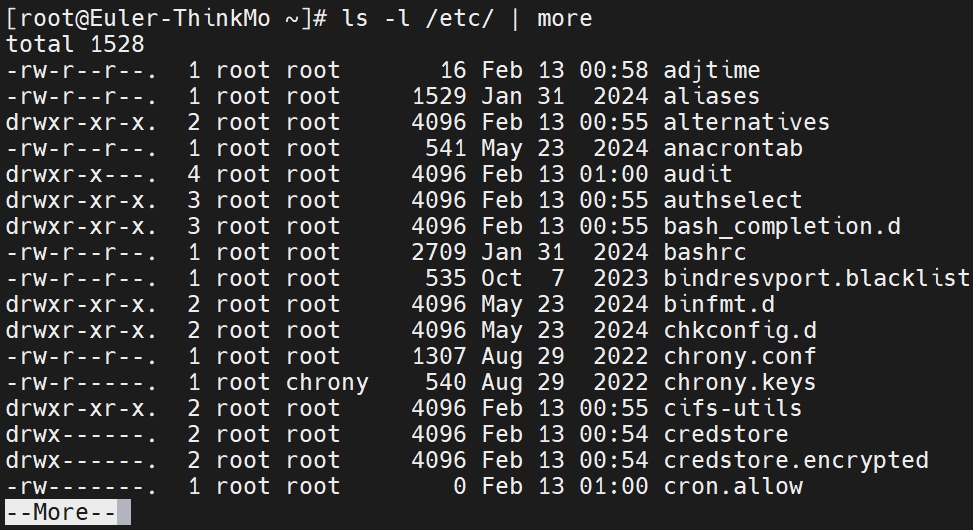 [root@Euler-ThinkMo ~]# ls -l /etc/ | more
total 1528
-rw-r--r--.  1 root root       16 Feb 13 00:58 adjtime
-rw-r--r--.  1 root root     1529 Jan 31  2024 aliases
drwxr-xr-x.  2 root root     4096 Feb 13 00:55 alternatives
-rw-r--r--.  1 root root      541 May 23  2024 anacrontab
drwxr-x---.  4 root root     4096 Feb 13 01:00 audit
drwxr-xr-x.  3 root root     4096 Feb 13 00:55 authselect
drwxr-xr-x.  3 root root     4096 Feb 13 00:55 bash_completion.d
-rw-r--r--.  1 root root     2709 Jan 31  2024 bashrc
-rw-r--r--.  1 root root      535 Oct  7  2023 bindresvport.blacklist
drwxr-xr-x.  2 root root     4096 May 23  2024 binfmt.d
drwxr-xr-x.  2 root root     4096 May 23  2024 chkconfig.d
-rw-r--r--.  1 root root     1307 Aug 29  2022 chrony.conf
-rw-r-----.  1 root chrony    540 Aug 29  2022 chrony.keys
drwxr-xr-x.  2 root root     4096 Feb 13 00:55 cifs-utils
drwx------.  2 root root     4096 Feb 13 00:54 credstore
drwx------.  2 root root     4096 Feb 13 00:54 credstore.encrypted
-rw-------.  1 root root        0 Feb 13 01:00 cron.allow
--More--